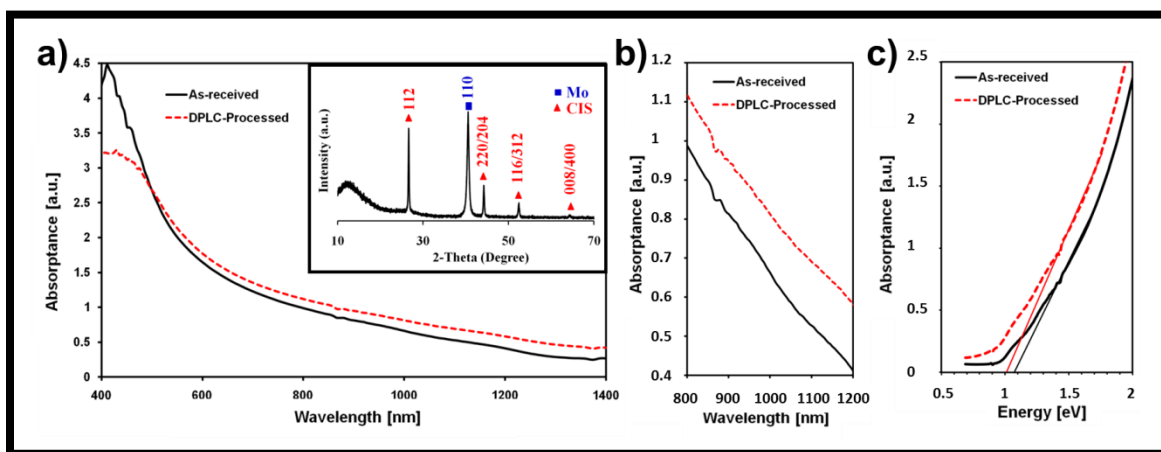 a)
4.5
4
3.5
3
2.5
2
1.5
1
0.5
0
Absorptance [a.u.]
400 600 800 1000 1200 1400
Wavelength [nm]
As-received
DPLC-Processed
Intensity (a.u.)
112
110
220/204
116/312
008/400
Mo
CIS
10 30 50 70
2-Theta (Degree)
b)
1.2
1.1
1
0.9
0.8
0.7
0.6
0.5
0.4
Absorptance [a.u.]
As-received
DPLC-Processed
800 900 1000 1100 1200
Wavelength [nm]
c)
2.5
2
1.5
1
0.5
0
Absorptance [a.u.]
As-received
DPLC-Processed
0.5 1 1.5 2
Energy [eV]